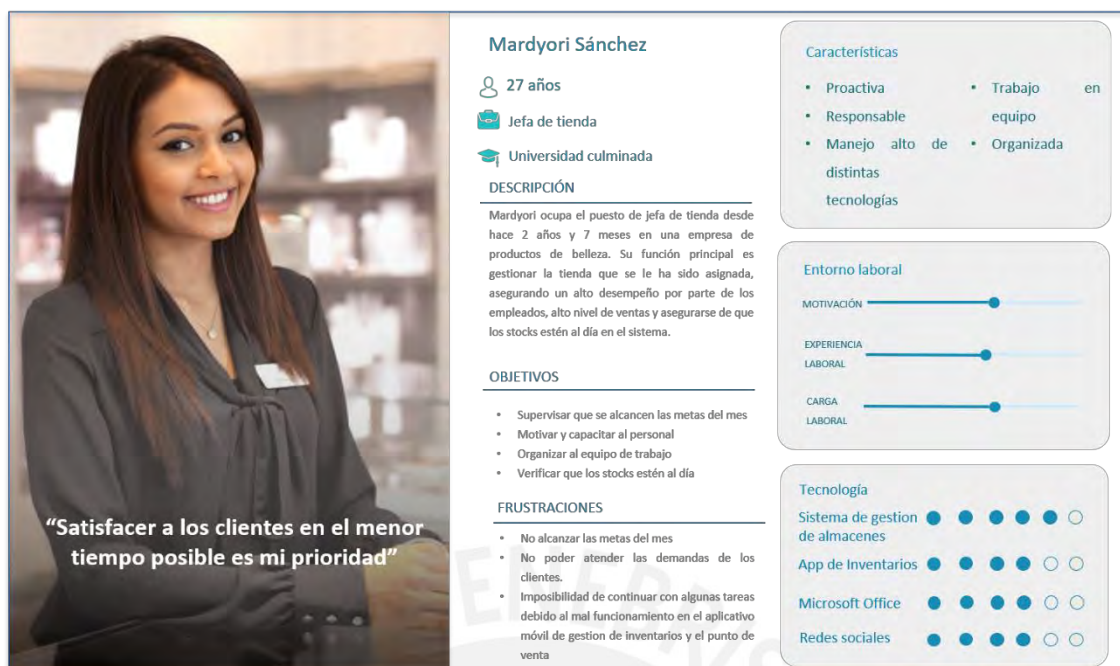 “Satisfacer a los clientes en el menor
tiempo posible es mi prioridad”
Mardyori Sánchez
27 años
Jefa de tienda
Universidad culminada
DESCRIPCIÓN
Mardyori ocupa el puesto de jefa de tienda desde
hace 2 años y 7 meses en una empresa de
productos de belleza. Su función principal es
gestionar la tienda que se le ha sido asignada,
asegurando un alto desempeño por parte de los
empleados, alto nivel de ventas y asegurarse de que
los stocks estén al día en el sistema.
OBJETIVOS
• Supervisar que se alcancen las metas del mes
• Motivar y capacitar al personal
• Organizar al equipo de trabajo
• Verificar que los stocks estén al día
FRUSTRACIONES
• No alcanzar las metas del mes
• No poder atender las demandas de los
clientes.
• Imposibilidad de continuar con algunas tareas
debido al mal funcionamiento en el aplicativo
móvil de gestion de inventarios y el punto de
venta
Características
• Proactiva
• Responsable
• Manejo alto de
distintas
tecnologías
• Trabajo en
equipo
• Organizada
Entorno laboral
MOTIVACIÓN
EXPERIENCIA
LABORAL
CARGA
LABORAL
Tecnología
Sistema de gestion
de almacenes
App de Inventarios
Microsoft Office
Redes sociales